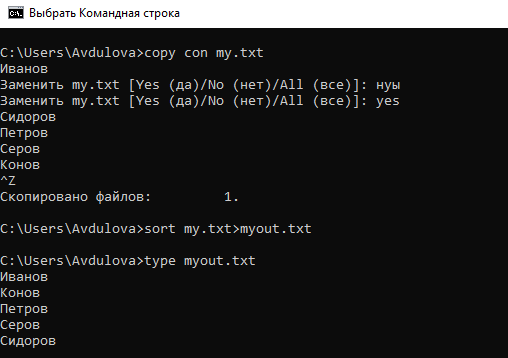 Выбрать Командная строка
C:\Users\Avdulova>copy con my.txt
Иванов
Заменить my.txt [Yes (да)/No (нет)/All (все)]: нуы
Заменить my.txt [Yes (да)/No (нет)/All (все)]: yes
Сидоров
Петров
Серов
Конов
^Z
Скопировано файлов:         1.
C:\Users\Avdulova>sort my.txt>myout.txt
C:\Users\Avdulova>type myout.txt
Иванов
Конов
Петров
Серов
Сидоров